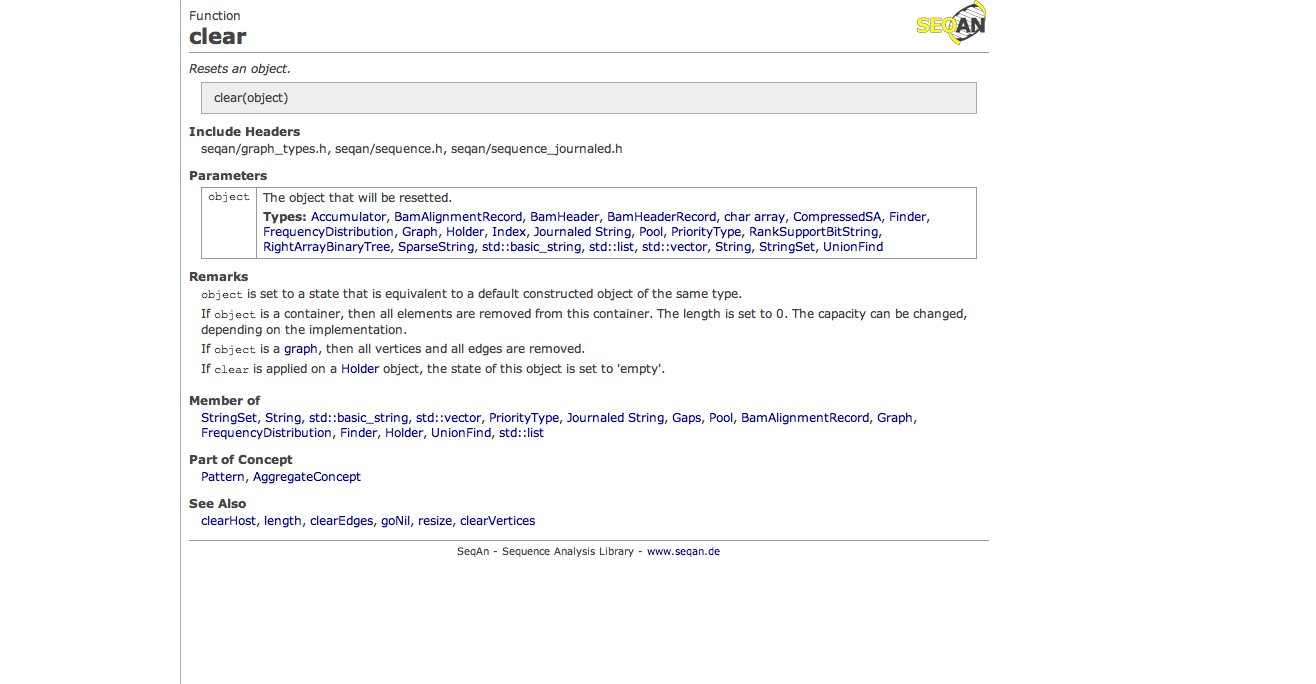 Function
SEQAN
clear
Resets an object.
clear(object)
Include Headers
seqan/graph_types.h, seqan/sequence.h, seqan/sequence_journaled.h
Parameters
object The object that will be resetted.
Types: Accumulator, BamAlignmentRecord, BamHeader, BamHeaderRecord, char array, CompressedSA, Finder,
FrequencyDistribution, Graph, Holder, Index, Journaled String, Pool, PriorityType, RankSupportBitString,
RightArrayBinaryTree, SparseString, std::basic_string, std::list, std::vector, String, StringSet, UnionFind
Remarks
object is set to a state that is equivalent to a default constructed object of the same type.
If object is a container, then all elements are removed from this container. The length is set to 0. The capacity can be changed,
depending on the implementation.
If object is a graph, then all vertices and all edges are removed.
If clear is applied on a Holder object, the state of this object is set to 'empty'.
Member of
StringSet, String, std::basic_string, std::vector, PriorityType, Journaled String, Gaps, Pool, BamAlignmentRecord, Graph,
FrequencyDistribution, Finder, Holder, UnionFind, std::list
Part of Concept
Pattern, AggregateConcept
See Also
clearHost, length, clearEdges, goNil, resize, clearVertices
SeqAn - Sequence Analysis Library - www.seqan.de